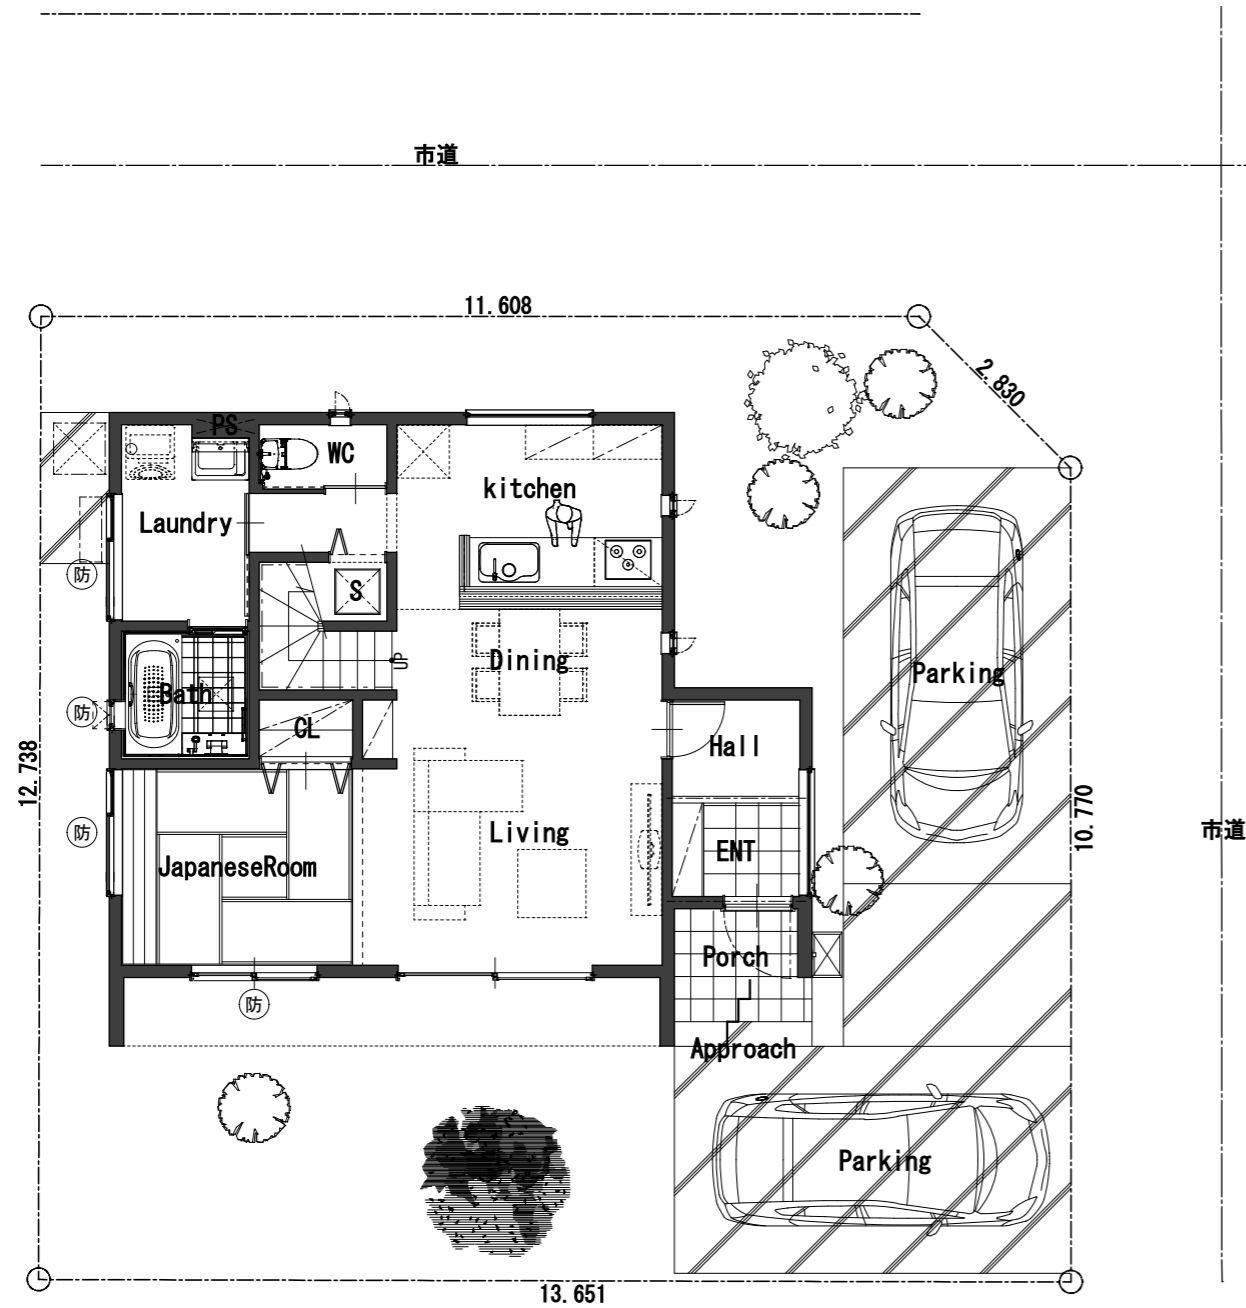 市道
11.608
2.830
PS
WC
kitchen
Laundry
防
S
UP
Dining
Parking
Bath
防
CL
Hall
12.738
10.770
市道
防
Living
ENT
JapaneseRoom
Porch
防
Approach
Parking
13.651